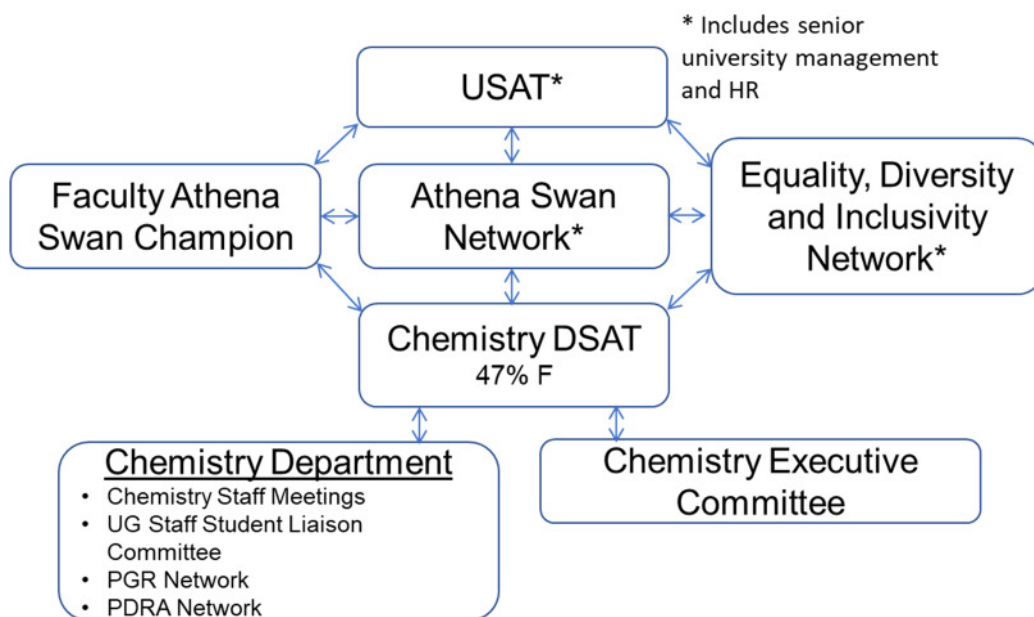 USAT*
* Includes senior
university management
and HR
Faculty Athena
Swan Champion
Athena Swan
Network*
Equality, Diversity
and Inclusivity
Network*
Chemistry DSAT
47% F
Chemistry Department
• Chemistry Staff Meetings
• UG Staff Student Liaison
Committee
• PGR Network
• PDRA Network
Chemistry Executive
Committee